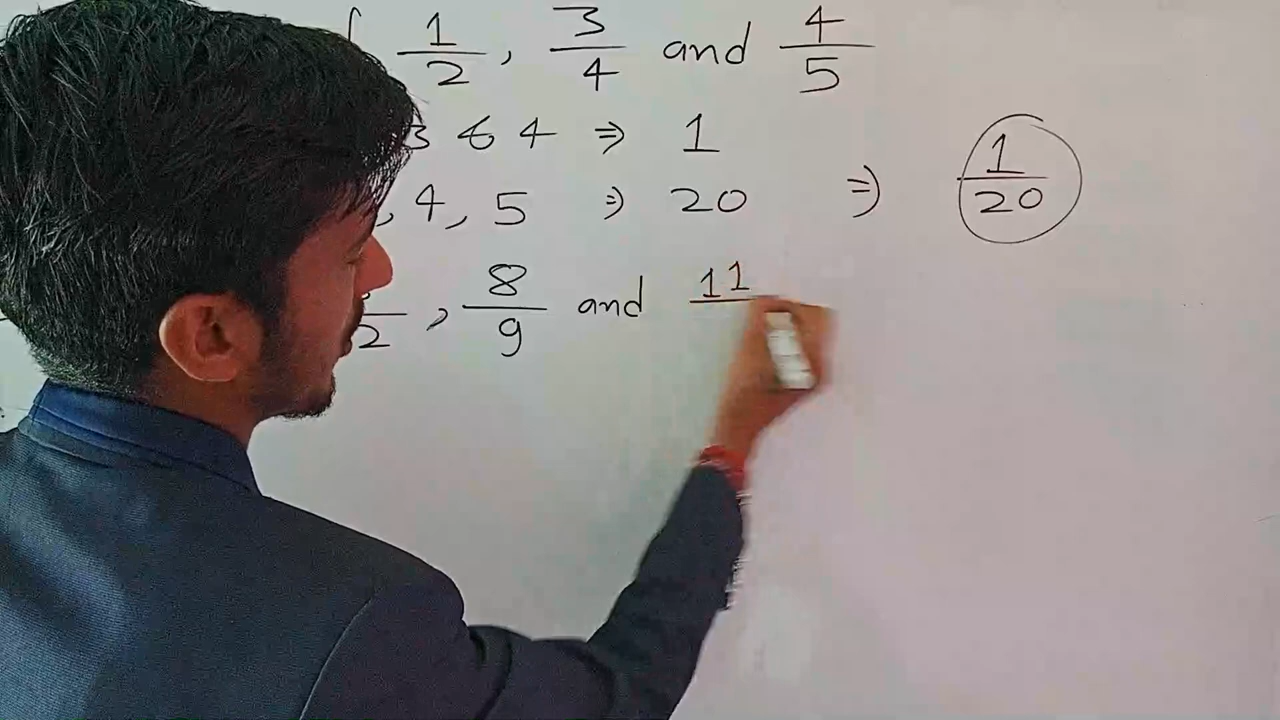 1/2, 3/4 and 4/5
3 & 4 ⇒ 1
, 4, 5 ⇒ 20 ⇒ 1/20
2, 8/9 and 11